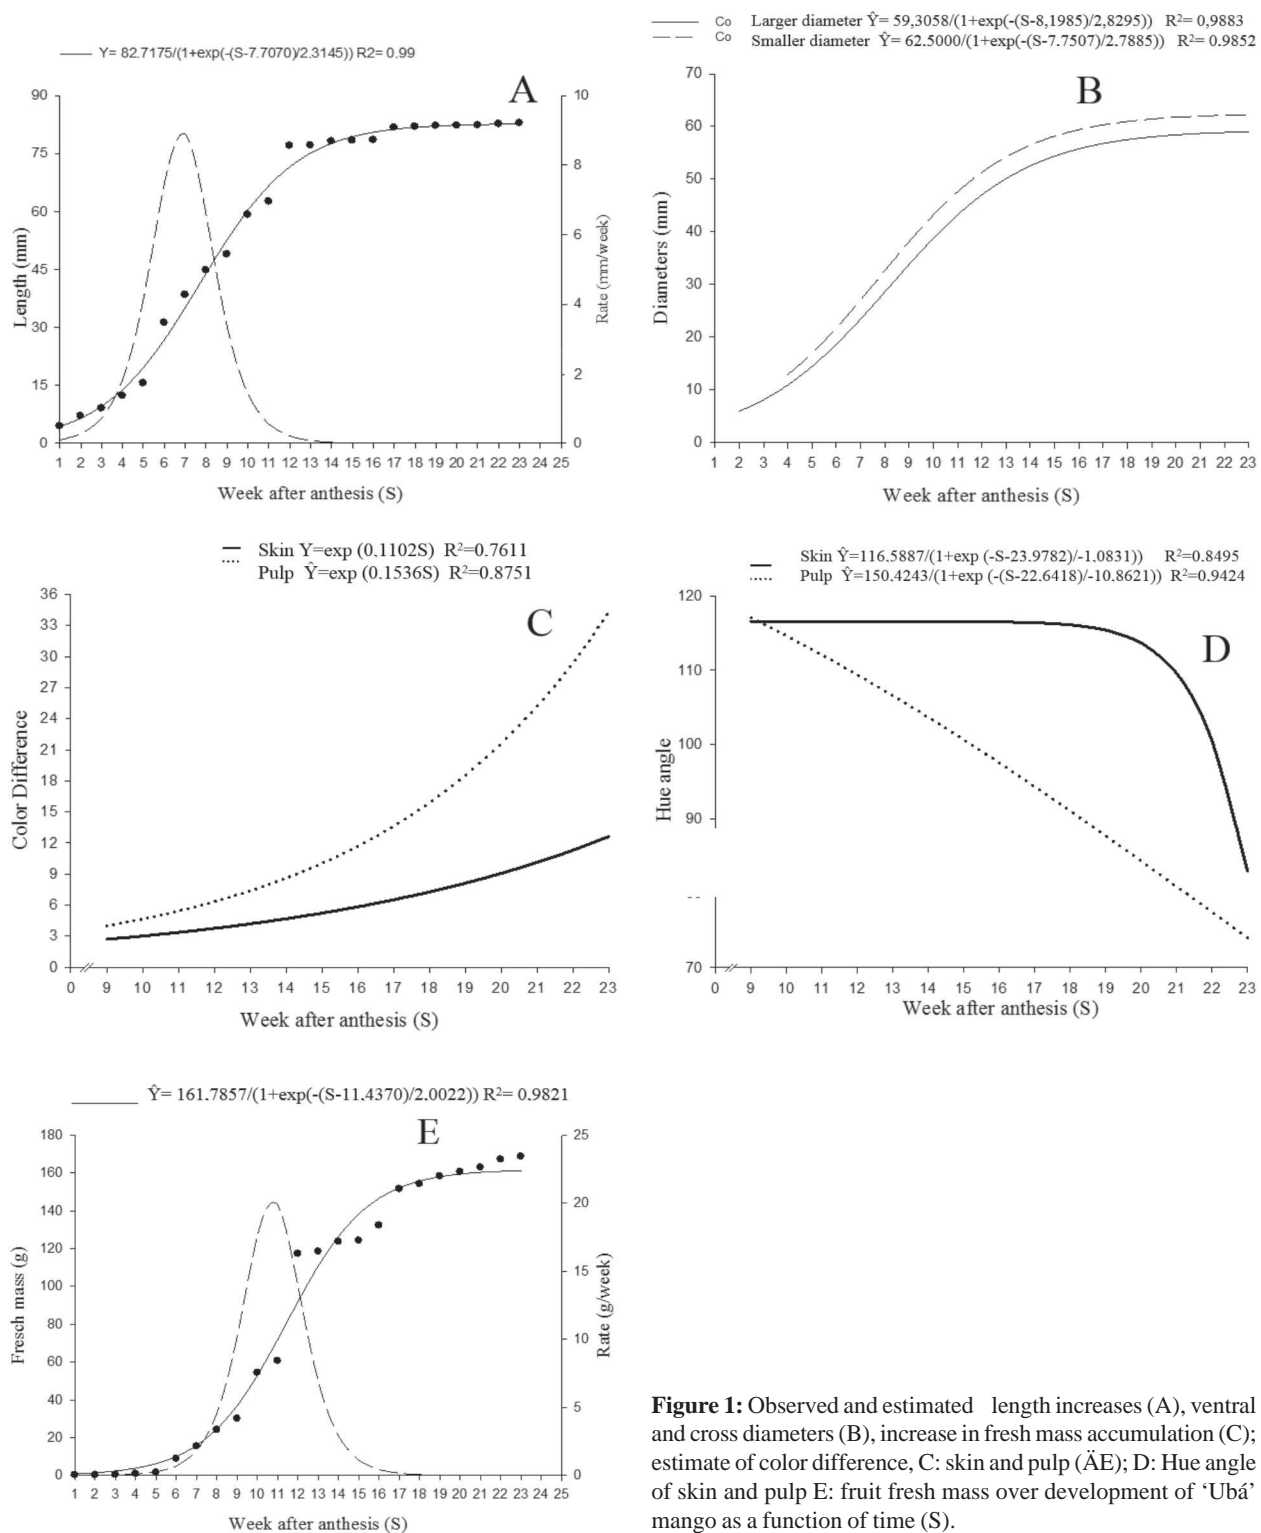 Y= 82.7175/(1+exp(-(S-7.7070)/2.3145)) R2= 0.99
A
90
75
60
45
30
15
0
10
8
6
4
2
0
Length (mm)
Rate (mm/week)
1 2 3 4 5 6 7 8 9 10 11 12 13 14 15 16 17 18 19 20 21 22 23 24 25
Week after anthesis (S)
Co Larger diameter Ŷ= 59,3058/(1+exp(-(S-8,1985)/2,8295)) R²= 0,9883
Co Smaller diameter Ŷ= 62.5000/(1+exp(-(S-7.7507)/2.7885)) R²= 0.9852
B
70
60
50
40
30
20
10
0
Diameters (mm)
1 2 3 4 5 6 7 8 9 10 11 12 13 14 15 16 17 18 19 20 21 22 23
Week after anthesis (S)
Skin Y=exp (0.1102S) R²=0.7611
Pulp Ŷ=exp (0.1536S) R²=0.8751
C
36
33
30
27
24
21
18
15
12
9
6
3
0
Color Difference
0 9 10 11 12 13 14 15 16 17 18 19 20 21 22 23
Week after anthesis (S)
Skin Ŷ=116.5887/(1+exp (-S-23.9782)/-1.0831)) R²=0.8495
Pulp Ŷ=150.4243/(1+exp (-(S-22.6418)/-10.8621)) R²=0.9424
D
120
110
100
90
70
Hue angle
0 9 10 11 12 13 14 15 16 17 18 19 20 21 22 23
Week after anthesis (S)
Ŷ= 161.7857/(1+exp(-(S-11.4370)/2.0022)) R²= 0.9821
E
180
160
140
120
100
80
60
40
20
0
25
20
15
10
5
0
Fresch mass (g)
Rate (g/week)
1 2 3 4 5 6 7 8 9 10 11 12 13 14 15 16 17 18 19 20 21 22 23 24 25
Week after anthesis (S)
Figure 1: Observed and estimated length increases (A), ventral
and cross diameters (B), increase in fresh mass accumulation (C);
estimate of color difference, C: skin and pulp (ÄE); D: Hue angle
of skin and pulp E: fruit fresh mass over development of ‘Ubá’
mango as a function of time (S).